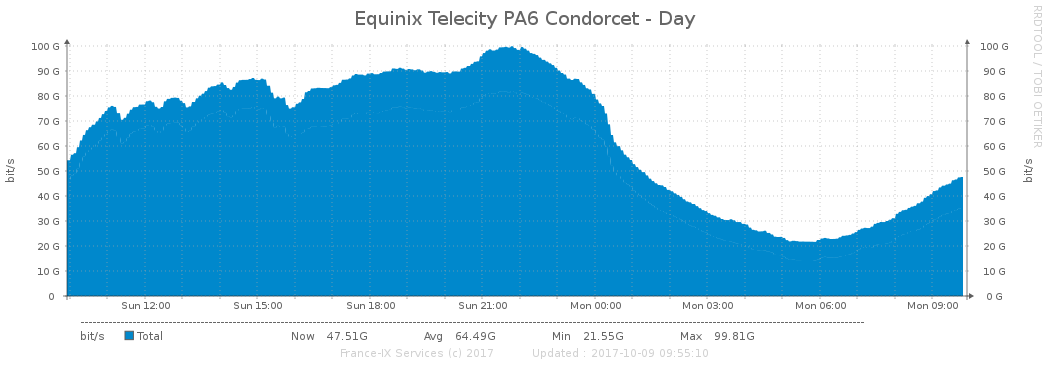 Equinix Telecity PA6 Condorcet - Day
RRDTOOL / TOBI OETIKER
100 G 100 G
90 G 90 G
80 G 80 G
70 G 70 G
60 G 60 G
50 G 50 G
40 G 40 G
30 G 30 G
20 G 20 G
10 G 10 G
0 0 G
bit/s bit/s
Sun 12:00 Sun 15:00 Sun 18:00 Sun 21:00 Mon 00:00 Mon 03:00 Mon 06:00 Mon 09:00
bit/s Total Now 47.51G Avg 64.49G Min 21.55G Max 99.81G
France-IX Services (c) 2017 Updated : 2017-10-09 09:55:10